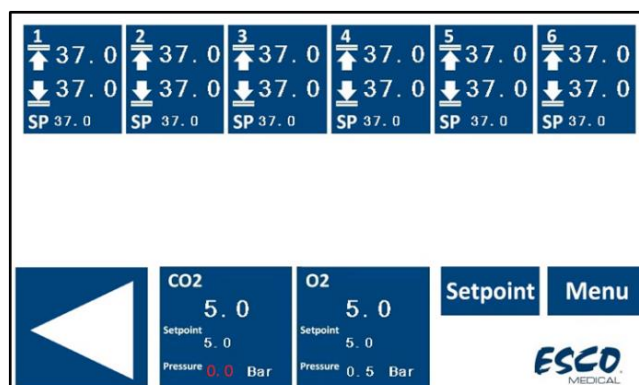 1 2 3 4 5 6
37.0 37.0 37.0 37.0 37.0 37.0
37.0 37.0 37.0 37.0 37.0 37.0
SP 37.0 SP 37.0 SP 37.0 SP 37.0 SP 37.0 SP 37.0
CO2
5.0
Setpoint
5.0
Pressure 0.0 Bar
O2
5.0
Setpoint
5.0
Pressure 0.5 Bar
Setpoint
Menu
ESCO
MEDICAL